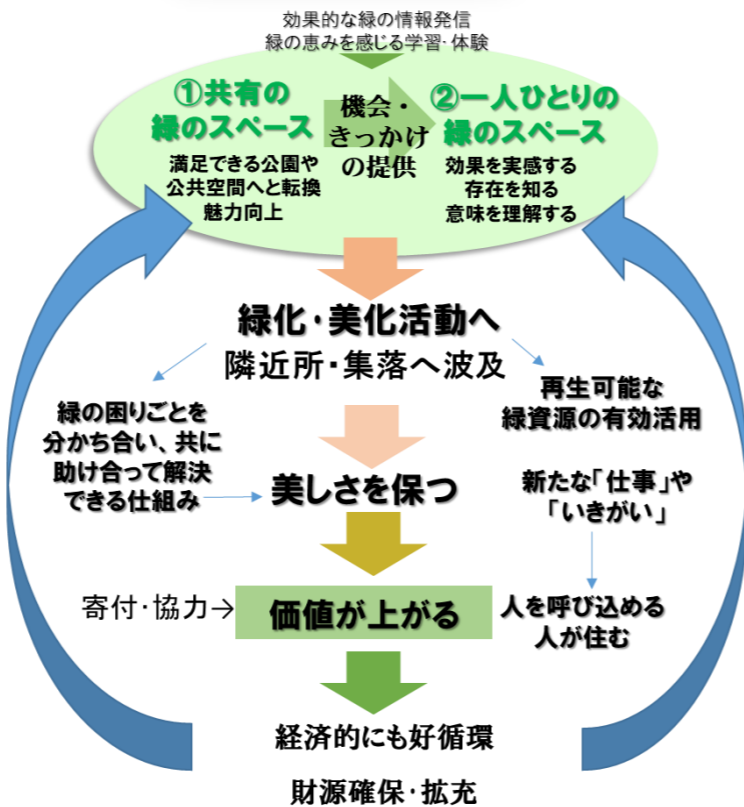 効果的な緑の情報発信
緑の恵みを感じる学習･体験
①共有の
緑のスペース
満足できる公園や
公共空間へと転換
魅力向上
機会・
きっかけ
の提供
②一人ひとりの
緑のスペース
効果を実感する
存在を知る
意味を理解する
緑化･美化活動へ
隣近所・集落へ波及
緑の困りごとを
分かち合い、共に
助け合って解決
できる仕組み
再生可能な
緑資源の有効活用
美しさを保つ
新たな「仕事」や
「いきがい」
寄付･協力→
価値が上がる
人を呼び込める
人が住む
経済的にも好循環
財源確保･拡充